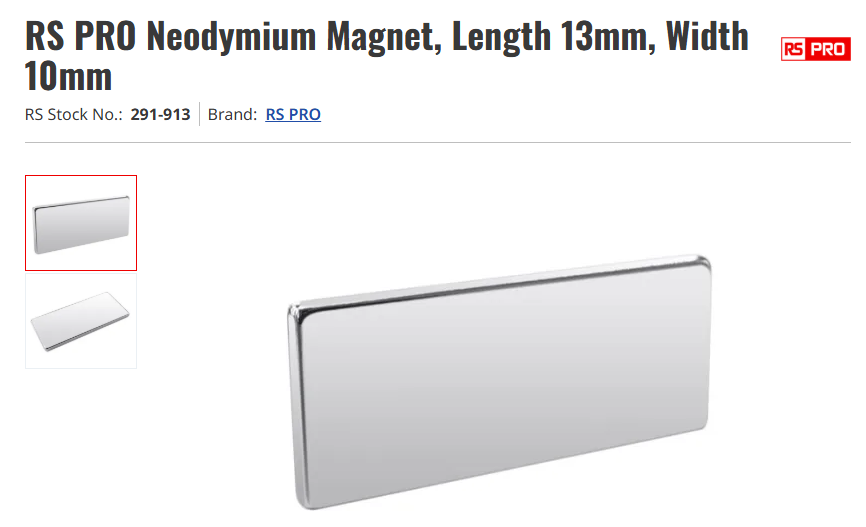 RS PRO Neodymium Magnet, Length 13mm, Width
10mm
RS PRO
RS Stock No.: 291-913 Brand: RS PRO